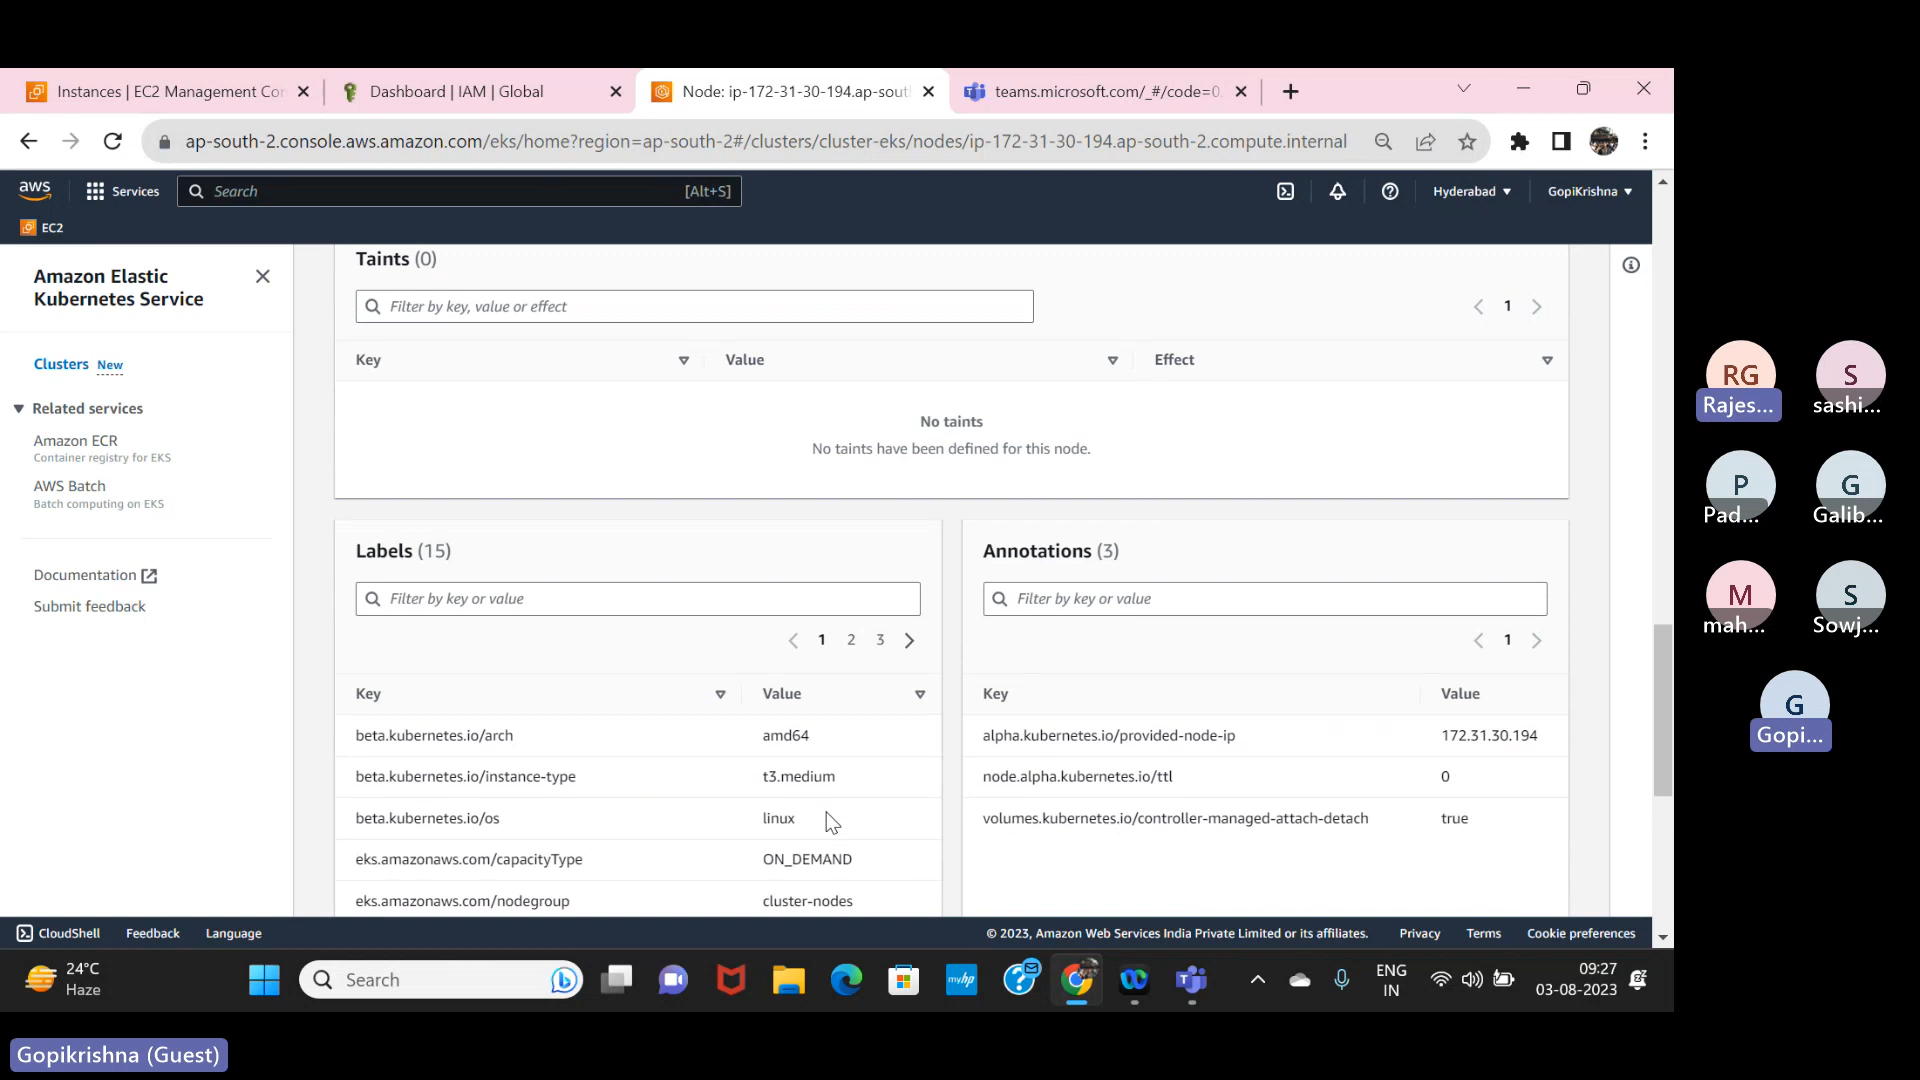 Instances | EC2 Management Co
Dashboard | IAM | Global
Node: ip-172-31-30-194.ap-sout
teams.microsoft.com/_#/code=0
ap-south-2.console.aws.amazon.com/eks/home?region=ap-south-2#/clusters/cluster-eks/nodes/ip-172-31-30-194.ap-south-2.compute.internal
aws
Services
Search
[Alt+S]
Hyderabad
GopiKrishna
EC2
Amazon Elastic
Kubernetes Service
Clusters New
Related services
Amazon ECR
Container registry for EKS
AWS Batch
Batch computing on EKS
Documentation
Submit feedback
Taints (0)
Filter by key, value or effect
1
Key Value Effect
No taints
No taints have been defined for this node.
Labels (15)
Filter by key or value
1 2 3
Key Value
beta.kubernetes.io/arch amd64
beta.kubernetes.io/instance-type t3.medium
beta.kubernetes.io/os linux
eks.amazonaws.com/capacityType ON_DEMAND
eks.amazonaws.com/nodegroup cluster-nodes
Annotations (3)
Filter by key or value
1
Key Value
alpha.kubernetes.io/provided-node-ip 172.31.30.194
node.alpha.kubernetes.io/ttl 0
volumes.kubernetes.io/controller-managed-attach-detach true
CloudShell Feedback Language
© 2023, Amazon Web Services India Private Limited or its affiliates. Privacy Terms Cookie preferences
24°C
Haze
Search
myhp
ENG
IN
09:27
03-08-2023
RG
Rajes...
S
sashi...
P
Pad...
G
Galib...
M
mah...
S
Sowj...
G
Gopi...
Gopikrishna (Guest)